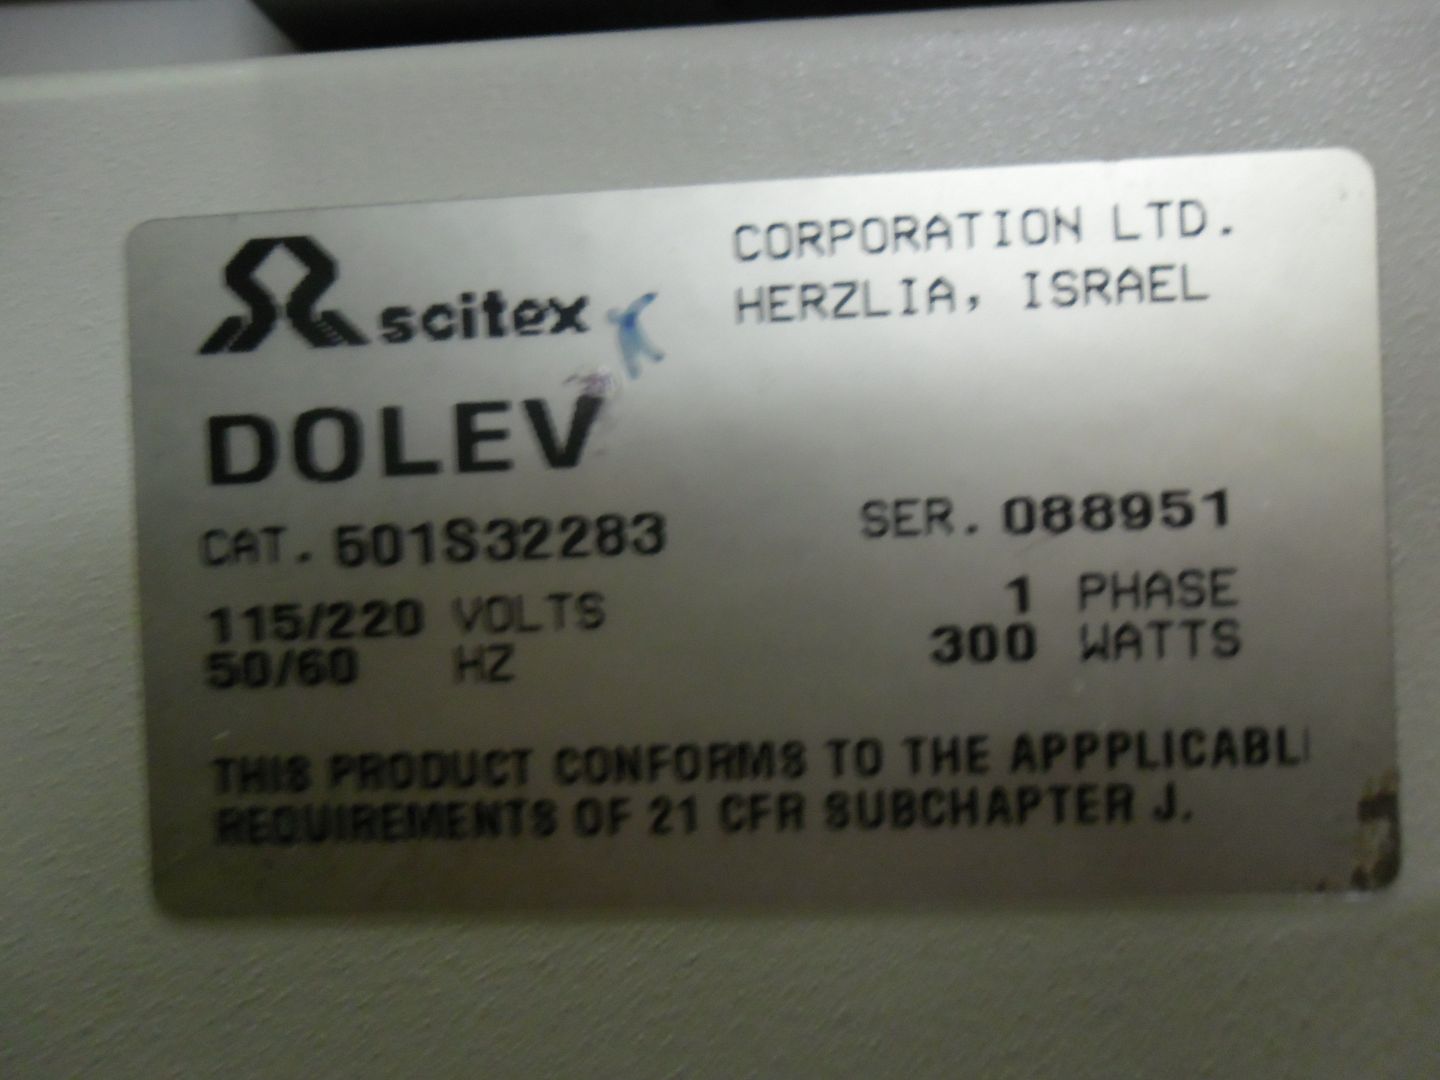 scitex
CORPORATION LTD.
HERZLIA, ISRAEL
DOLEV
CAT. 501S32283
SER. 088951
115/220 VOLTS
1 PHASE
50/60 HZ
300 WATTS
THIS PRODUCT CONFORMS TO THE APPPLICABL
REQUIREMENTS OF 21 CFR SUBCHAPTER J.